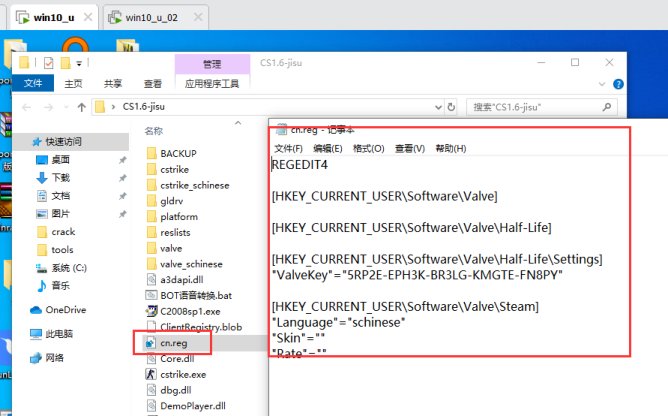 win10_u
win10_u_02
管理
CS1.6-jisu
文件
主页
共享
查看
应用程序工具
CS1.6-jisu
搜索"CS1.6-jisu"
名称
快速访问
桌面
下载
文档
图片
crack
tools
系统 (C:)
音乐
OneDrive
此电脑
网络
BACKUP
cstrike
cstrike_schinese
gldrv
platform
reslists
valve
valve_schinese
a3dapi.dll
BOT语音转换.bat
C2008sp1.exe
ClientRegistry.blob
cn.reg
Core.dll
cstrike.exe
dbg.dll
DemoPlayer.dll
cn.reg - 记事本
文件(F) 编辑(E) 格式(O) 查看(V) 帮助(H)
REGEDIT4
[HKEY_CURRENT_USER\Software\Valve]
[HKEY_CURRENT_USER\Software\Valve\Half-Life]
[HKEY_CURRENT_USER\Software\Valve\Half-Life\Settings]
"ValveKey"="5RP2E-EPH3K-BR3LG-KMGTE-FN8PY"
[HKEY_CURRENT_USER\Software\Valve\Steam]
"Language"="schinese"
"Skin"=""
"Rate"=""